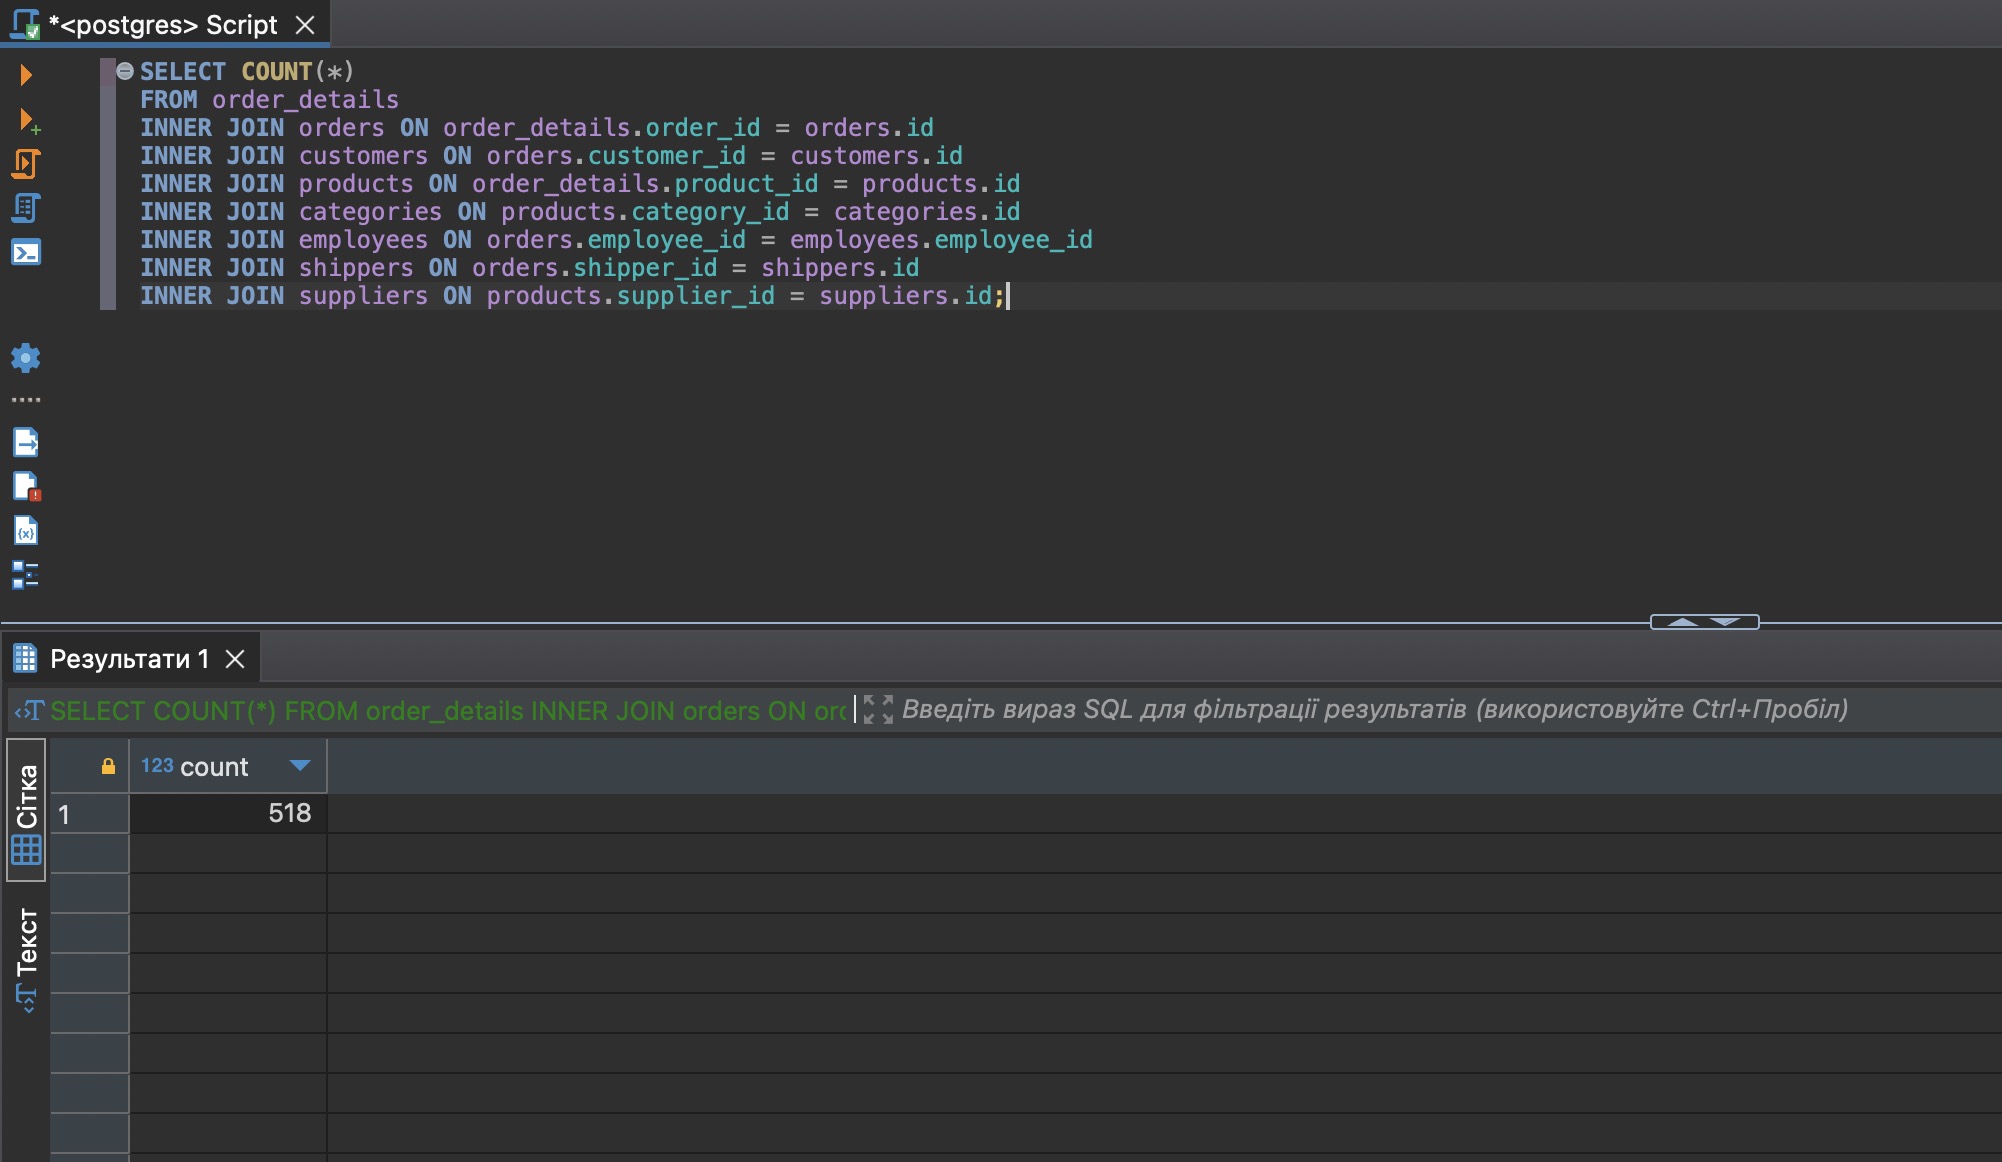 *<postgres> Script
SELECT COUNT(*)
FROM order_details
INNER JOIN orders ON order_details.order_id = orders.id
INNER JOIN customers ON orders.customer_id = customers.id
INNER JOIN products ON order_details.product_id = products.id
INNER JOIN categories ON products.category_id = categories.id
INNER JOIN employees ON orders.employee_id = employees.employee_id
INNER JOIN shippers ON orders.shipper_id = shippers.id
INNER JOIN suppliers ON products.supplier_id = suppliers.id;
Результати 1
SELECT COUNT(*) FROM order_details INNER JOIN orders ON orc
Введіть вираз SQL для фільтрації результатів (використовуйте Ctrl+Пробіл)
123 count
1 518
Сітка
Текст